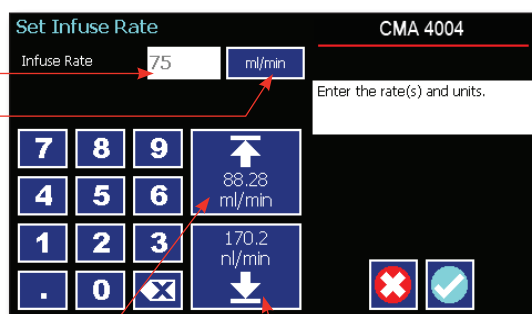 Set Infuse Rate
CMA 4004
Infuse Rate 75 ml/min
Enter the rate(s) and units.
7 8 9
88.28
ml/min
4 5 6
1 2 3
170.2
nl/min
. 0